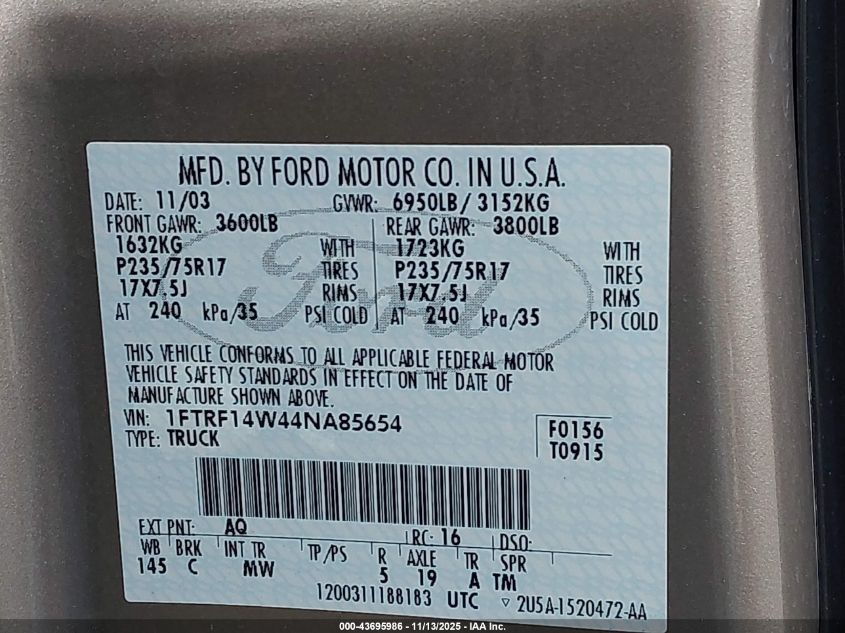 MFD. BY FORD MOTOR CO. IN U.S.A.
DATE: 11/03 GVWR: 6950LB/ 3152KG
FRONT GAWR: 3600LB REAR GAWR: 3800LB
1632KG WITH 1723KG WITH
P235/75R17 TIRES P235/75R17 TIRES
17X7.5J RIMS 17X7.5J RIMS
AT 240 kPa/35 PSI COLD AT 240 kPa/35 PSI COLD
Ford
THIS VEHICLE CONFORMS TO ALL APPLICABLE FEDERAL MOTOR
VEHICLE SAFETY STANDARDS IN EFFECT ON THE DATE OF
MANUFACTURE SHOWN ABOVE.
VIN: 1FTRF14W44NA85654 F0156
TYPE: TRUCK T0915
EXT PNT: AQ RC: 16 DSO:
WB BRK INT TR TP/PS R AXLE TR SPR
145 C MW 5 19 A TM
1200311188183 UTC ▽ 2U5A-1520472-AA
000-43695986 - 11/13/2025 - IAA Inc.